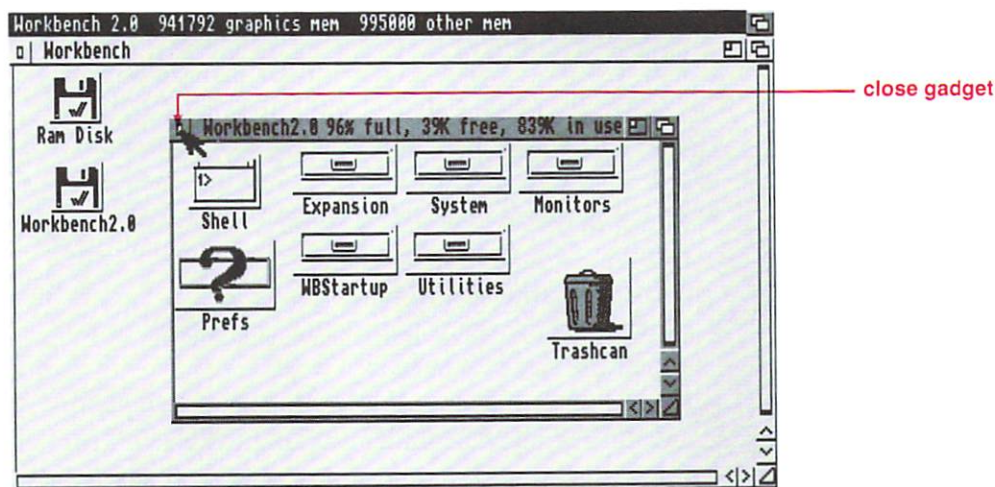 Workbench 2.0 941792 graphics mem 995000 other mem
Workbench
close gadget
Ram Disk
Workbench2.0 96% full, 39K free, 839K in use
1>
Shell
Expansion
System
Monitors
Workbench2.0
Prefs
WBStartup
Utilities
Trashcan